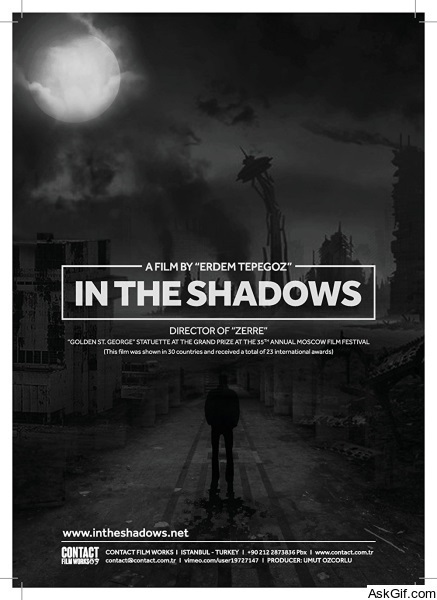 A FILM BY "ERDEM TEPEGOZ"
IN THE SHADOWS
DIRECTOR OF "ZERRE"
"GOLDEN ST. GEORGE" STATUETTE AT THE GRAND PRIZE AT THE 35TH ANNUAL MOSCOW FILM FESTIVAL
(This film was shown in 30 countries and received a total of 23 international awards)
www.intheshadows.net
CONTACT FILM WORKS
CONTACT FILM WORKS I ISTANBUL - TURKEY I +90 212 2873836 Pbx I www.contact.com.tr
contact@contact.com.tr I vimeo.com/user19727147 I PRODUCER: UMUT OZCORLU
AskGif.com